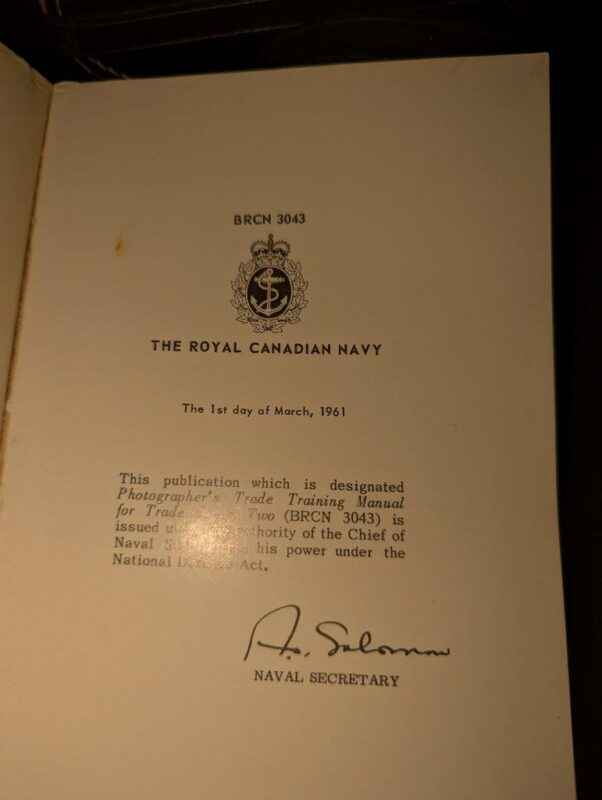 BRCN 3043
THE ROYAL CANADIAN NAVY
The 1st day of March, 1961
This publication which is designated
Photographer's Trade Training Manual
for Trade Two (BRCN 3043) is
issued authority of the Chief of
Naval his power under the
National Act.
Solomon
NAVAL SECRETARY